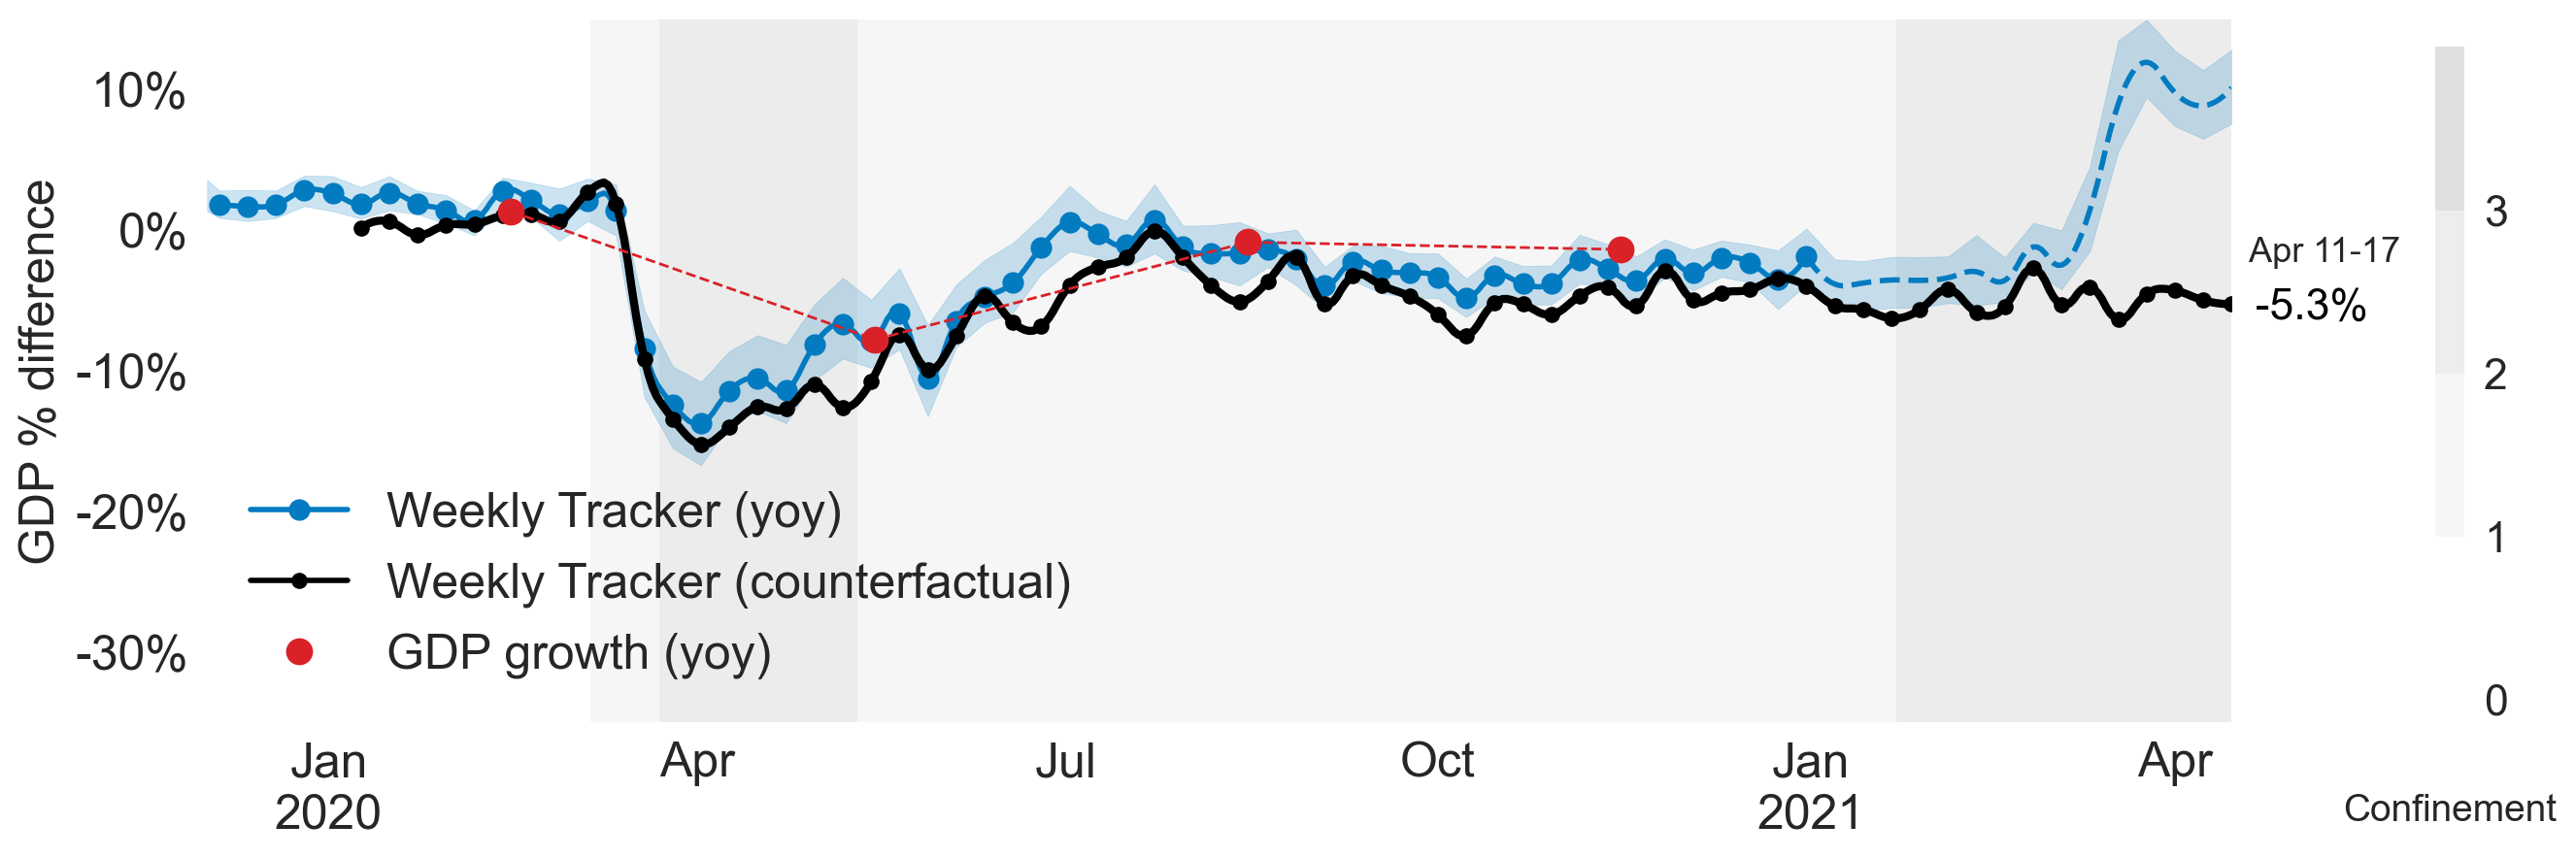 GDP % difference
10%
0%
-10%
-20%
-30%
Weekly Tracker (yoy)
Weekly Tracker (counterfactual)
GDP growth (yoy)
Jan
2020
Apr
Jul
Oct
Jan
2021
Apr
Apr 11-17
-5.3%
3
2
1
0
Confinement